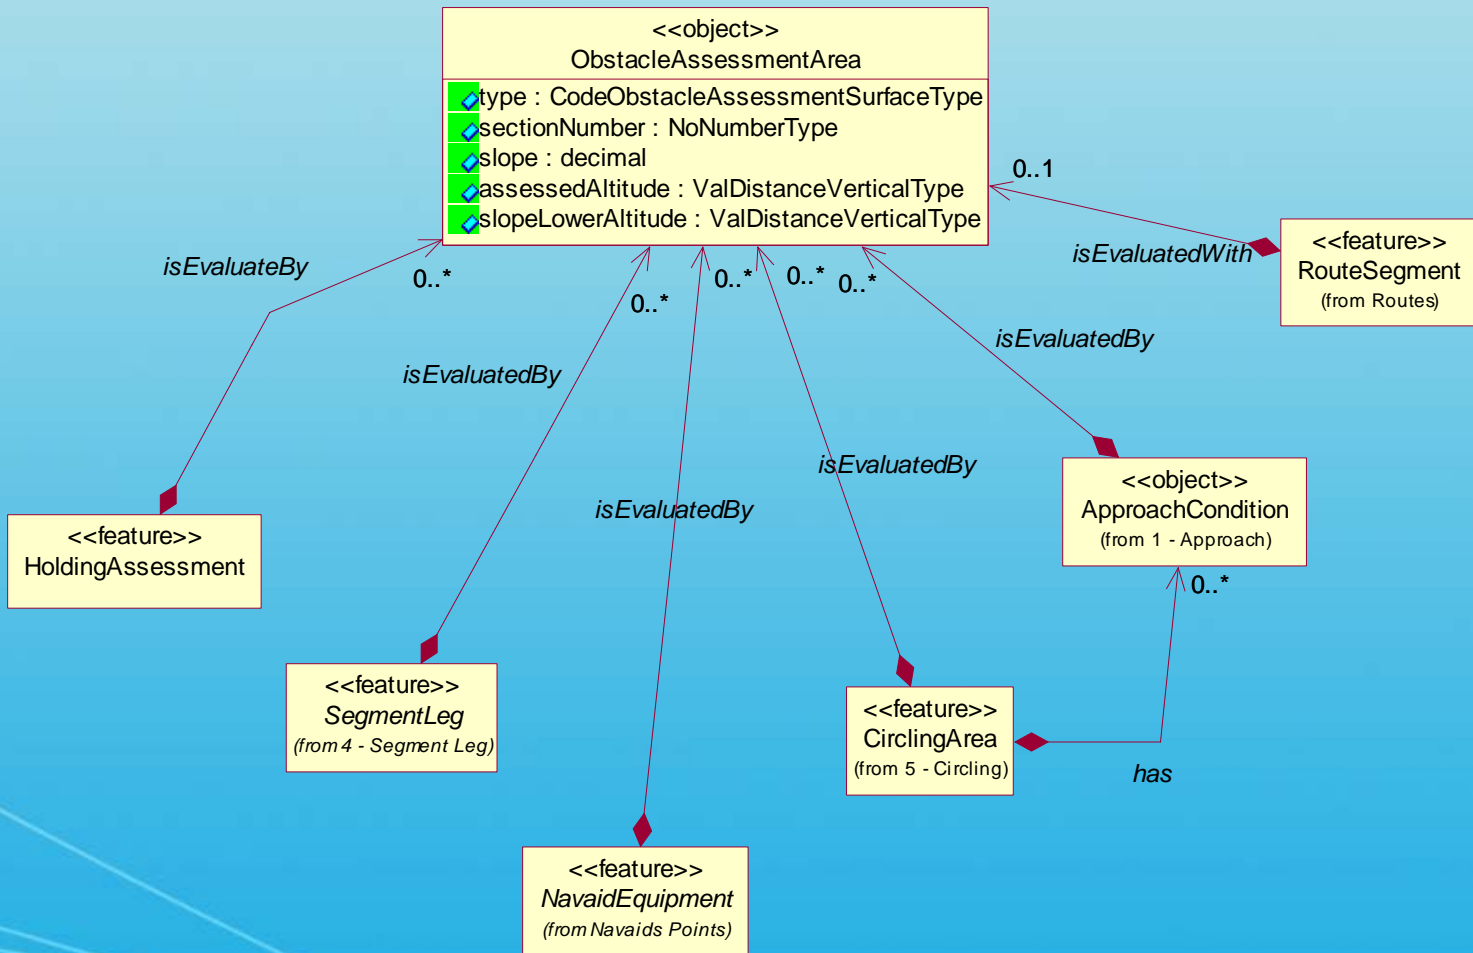 <<object>>
ObstacleAssessmentArea
type : CodeObstacleAssessmentSurfaceType
sectionNumber : NoNumberType
slope : decimal
assessedAltitude : ValDistanceVerticalType
slopeLowerAltitude : ValDistanceVerticalType
0..1
isEvaluatedWith
<<feature>>
RouteSegment
(from Routes)
isEvaluateBy
0..*
0..*
0..*
0..*
0..*
isEvaluatedBy
isEvaluatedBy
isEvaluatedBy
isEvaluatedBy
<<object>>
ApproachCondition
(from 1 - Approach)
0..*
<<feature>>
HoldingAssessment
<<feature>>
SegmentLeg
(from 4 - Segment Leg)
<<feature>>
CirclingArea
(from 5 - Circling)
has
<<feature>>
NavaidEquipment
(from Navaids Points)